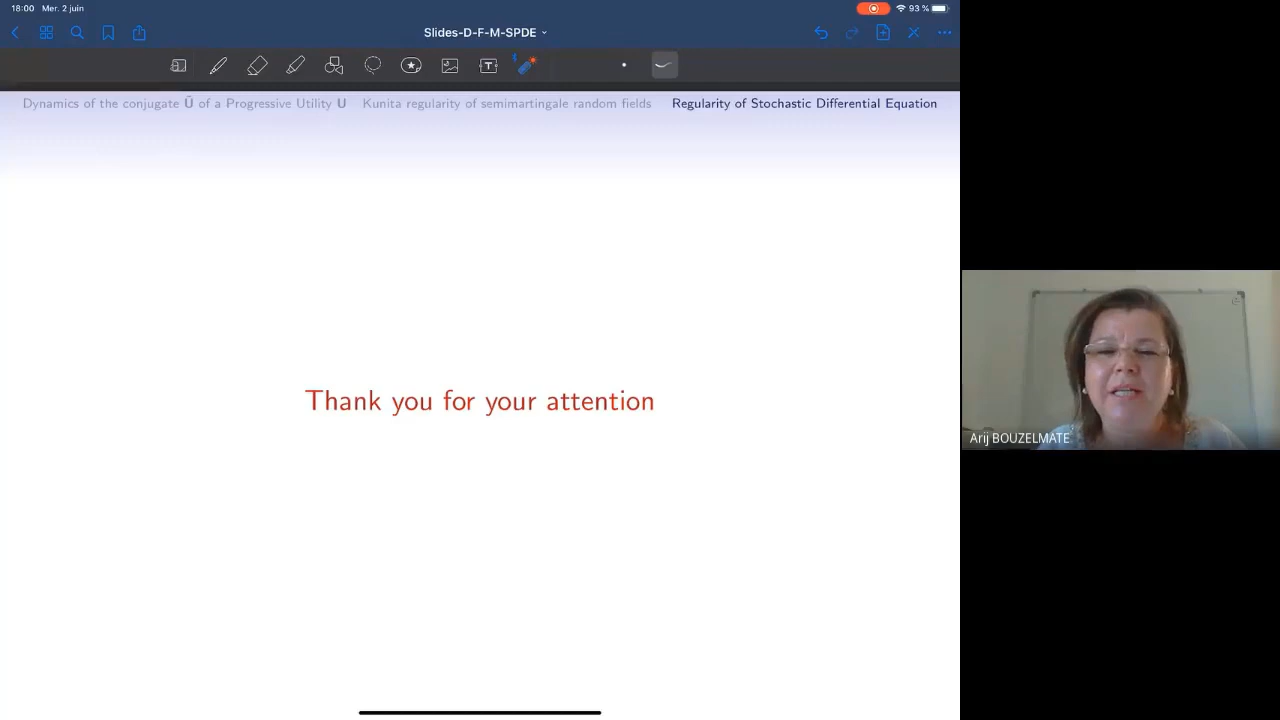 18:00 Mer. 2 juin
93 %
Slides-D-F-M-SPDE
T
Dynamics of the conjugate Ũ of a Progressive Utility U Kunita regularity of semimartingale random fields Regularity of Stochastic Differential Equation
Thank you for your attention
Arij BOUZELMATE